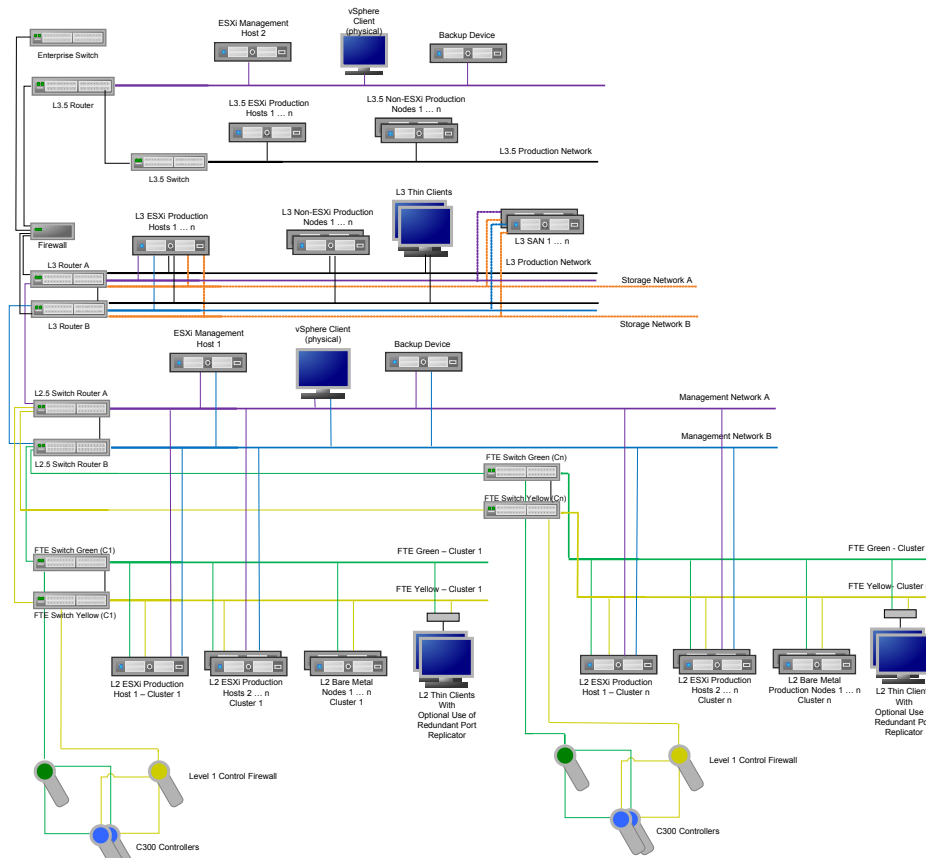 ESXi Management
Host 2
vSphere
Client
(physical)
Backup Device
Enterprise Switch
L3.5 Router
L3.5 ESXi Production
Hosts 1 ... n
L3.5 Non-ESXi Production
Nodes 1 ... n
L3.5 Production Network
L3.5 Switch
L3 Thin Clients
L3 ESXi Production
Hosts 1 ... n
L3 Non-ESXi Production
Nodes 1 ... n
Firewall
L3 SAN 1 ... n
L3 Router A
L3 Production Network
Storage Network A
L3 Router B
Storage Network B
ESXi Management
Host 1
vSphere Client
(physical)
Backup Device
L2.5 Switch Router A
Management Network A
Management Network B
L2.5 Switch Router B
FTE Switch Green (Cn)
FTE Switch Yellow (Cn)
FTE Switch Green (C1)
FTE Green – Cluster 1
FTE Green - Cluster
FTE Yellow – Cluster 1
FTE Yellow- Cluster
FTE Switch Yellow (C1)
L2 ESXi Production
Host 1 – Cluster 1
L2 ESXi Production
Hosts 2 ... n
Cluster 1
L2 Bare Metal
Nodes 1 ... n
Cluster 1
L2 Thin Clients
With
Optional Use of
Redundant Port
Replicator
L2 ESXi Production
Host 1 – Cluster n
L2 ESXi Production
Hosts 2 ... n
Cluster n
L2 Bare Metal
Production Nodes 1 ... n
Cluster n
L2 Thin Client
With
Optional Use
Redundant Po
Replicator
Level 1 Control Firewall
C300 Controllers
Level 1 Control Firewall
C300 Controllers